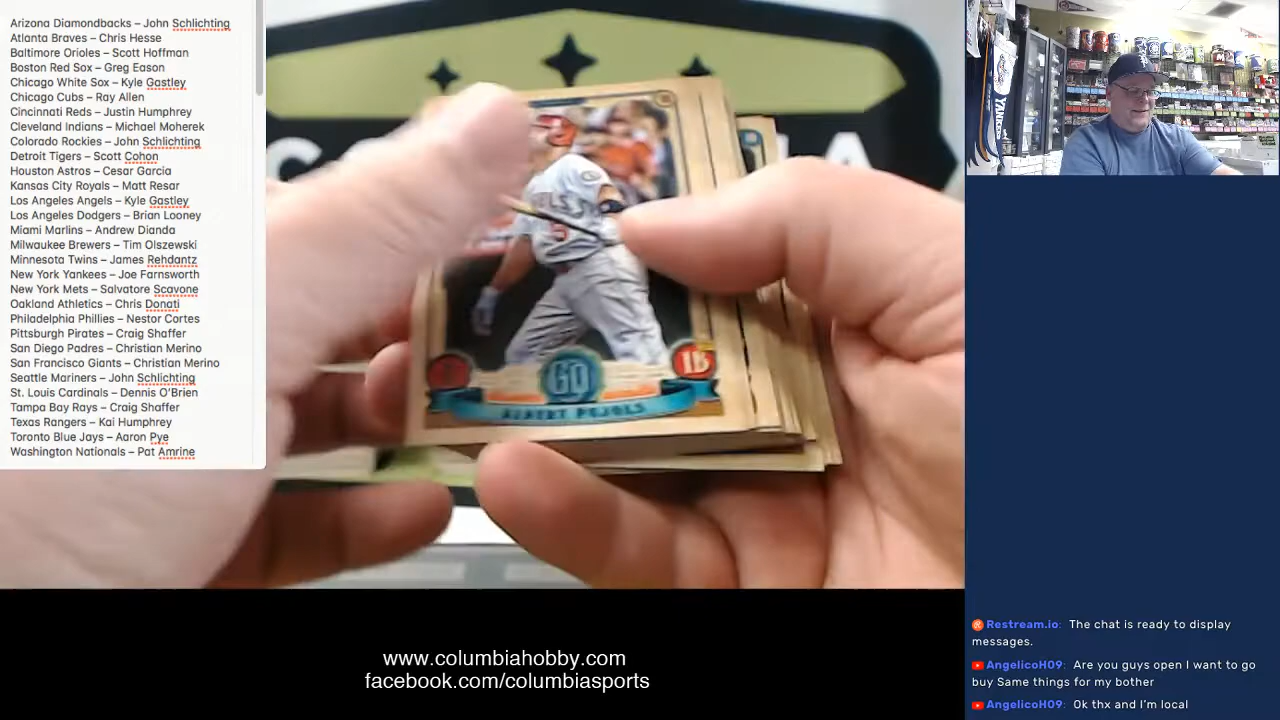 Arizona Diamondbacks – John Schlichting
Atlanta Braves – Chris Hesse
Baltimore Orioles – Scott Hoffman
Boston Red Sox – Greg Eason
Chicago White Sox – Kyle Gastley
Chicago Cubs – Ray Allen
Cincinnati Reds – Justin Humphrey
Cleveland Indians – Michael Moherek
Colorado Rockies – John Schlichting
Detroit Tigers – Scott Cohon
Houston Astros – Cesar Garcia
Kansas City Royals – Matt Resar
Los Angeles Angels – Kyle Gastley
Los Angeles Dodgers – Brian Looney
Miami Marlins – Andrew Dianda
Milwaukee Brewers – Tim Olszewski
Minnesota Twins – James Rehdantz
New York Yankees – Joe Farnsworth
New York Mets – Salvatore Scavone
Oakland Athletics – Chris Donati
Philadelphia Phillies – Nestor Cortes
Pittsburgh Pirates – Craig Shaffer
San Diego Padres – Christian Merino
San Francisco Giants – Christian Merino
Seattle Mariners – John Schlichting
St. Louis Cardinals – Dennis O'Brien
Tampa Bay Rays – Craig Shaffer
Texas Rangers – Kai Humphrey
Toronto Blue Jays – Aaron Pye
Washington Nationals – Pat Amrine
GQ
1B
ALBERT PUJOLS
www.columbiahobby.com
facebook.com/columbiasports
Restream.io: The chat is ready to display
messages.
AngelicoH09: Are you guys open I want to go
buy Same things for my bother
AngelicoH09: Ok thx and I'm local